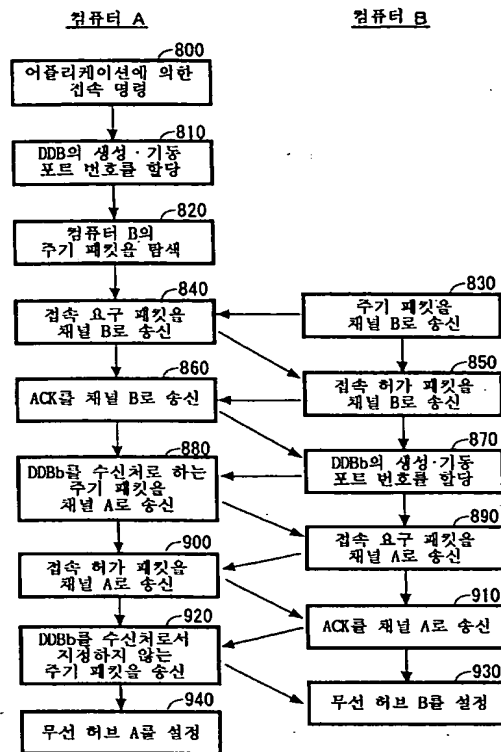 컴퓨터 A
컴퓨터 B
800
어플리케이션에 의한
접속 명령
810
DDB의 생성·기동
포트 번호를 할당
820
컴퓨터 B의
주기 패킷을 탐색
840
접속 요구 패킷을
채널 B로 송신
830
주기 패킷을
채널 B로 송신
860
ACK를 채널 B로 송신
850
접속 허가 패킷을
채널 B로 송신
880
DDBb를 수신처로 하는
주기 패킷을
채널 A로 송신
870
DDBb의 생성·기동
포트 번호를 할당
900
접속 허가 패킷을
채널 A로 송신
890
접속 요구 패킷을
채널 A로 송신
920
DDBb를 수신처로서
지정하지 않는
주기 패킷을 송신
910
ACK를 채널 A로 송신
940
무선 허브 A를 설정
930
무선 허브 B를 설정